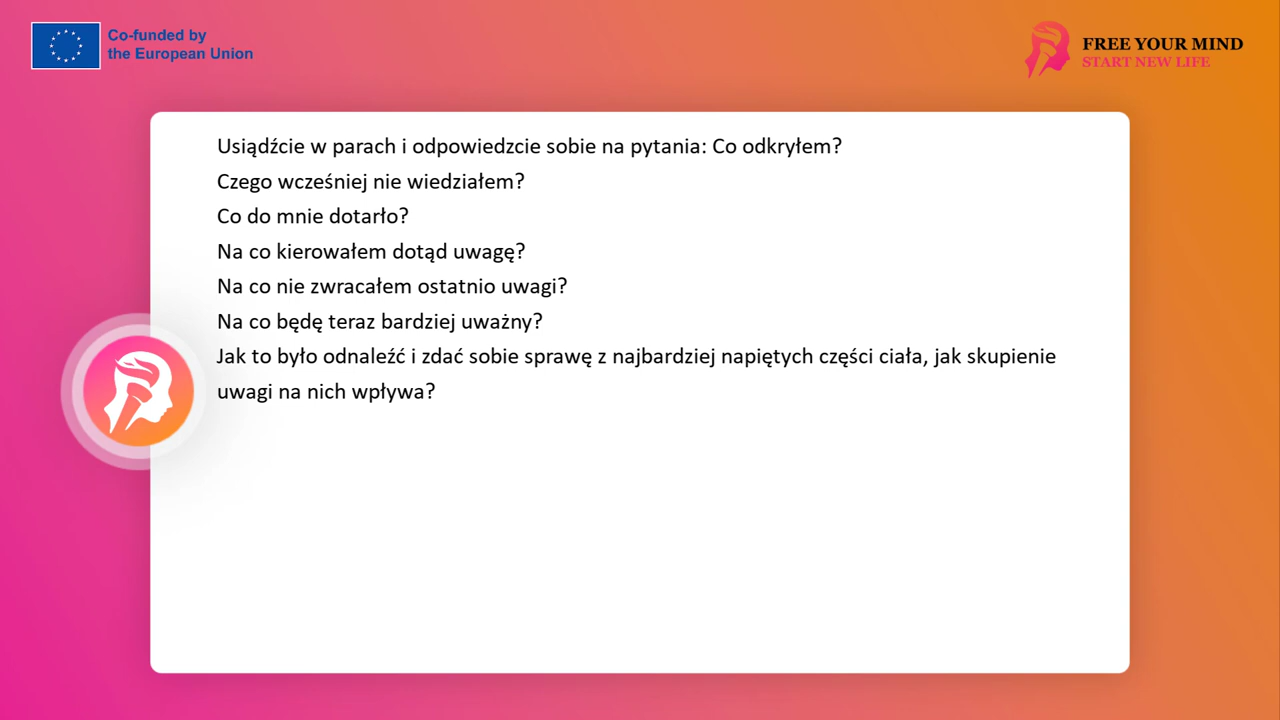 Co-funded by
the European Union
FREE YOUR MIND
START NEW LIFE
Usiądźcie w parach i odpowiedzcie sobie na pytania: Co odkryłem?
Czego wcześniej nie wiedziałem?
Co do mnie dotarło?
Na co kierowałem dotąd uwagę?
Na co nie zwracałem ostatnio uwagi?
Na co będę teraz bardziej uważny?
Jak to było odnaleźć i zdać sobie sprawę z najbardziej napiętych części ciała, jak skupienie
uwagi na nich wpływa?